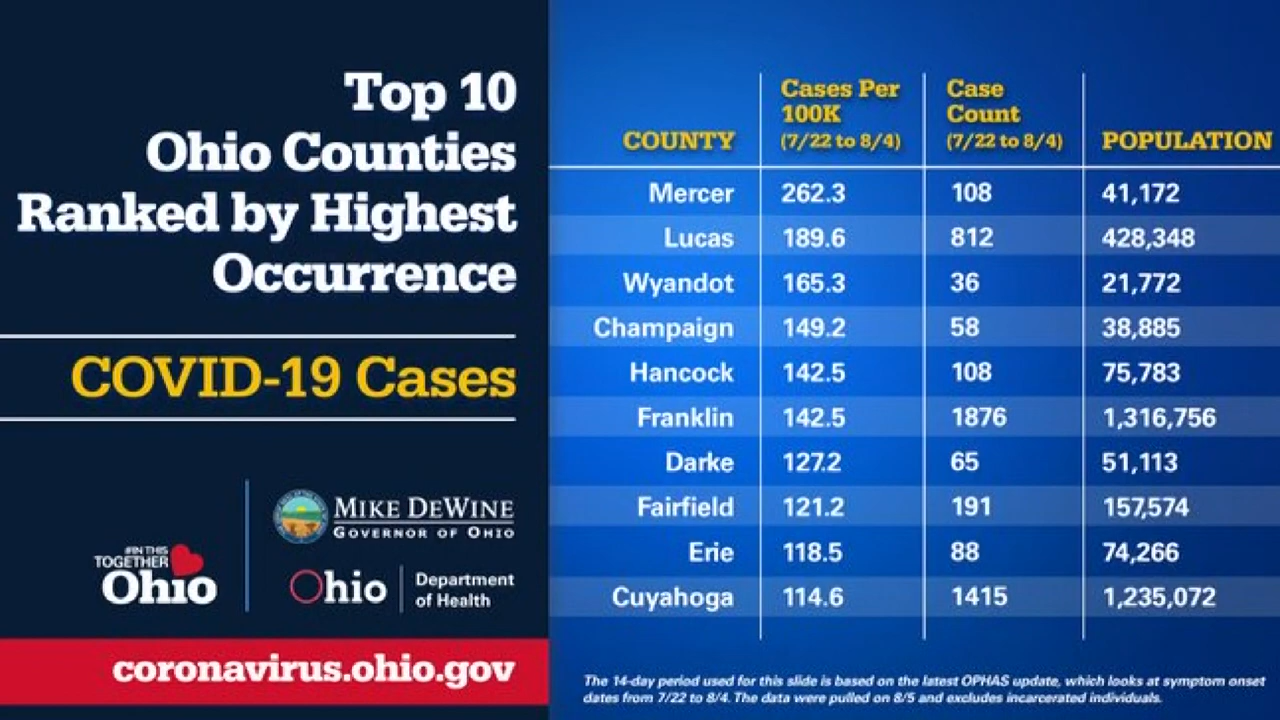 Top 10
Ohio Counties
Ranked by Highest
Occurrence
COVID-19 Cases
#IN THIS
TOGETHER
Ohio
MIKE DEWINE
GOVERNOR OF OHIO
Ohio Department
of Health
coronavirus.ohio.gov
COUNTY Cases Per 100K (7/22 to 8/4) Case Count (7/22 to 8/4) POPULATION
Mercer 262.3 108 41,172
Lucas 189.6 812 428,348
Wyandot 165.3 36 21,772
Champaign 149.2 58 38,885
Hancock 142.5 108 75,783
Franklin 142.5 1876 1,316,756
Darke 127.2 65 51,113
Fairfield 121.2 191 157,574
Erie 118.5 88 74,266
Cuyahoga 114.6 1415 1,235,072
The 14-day period used for this slide is based on the latest OPHAS update, which looks at symptom onset
dates from 7/22 to 8/4. The data were pulled on 8/5 and excludes incarcerated individuals.